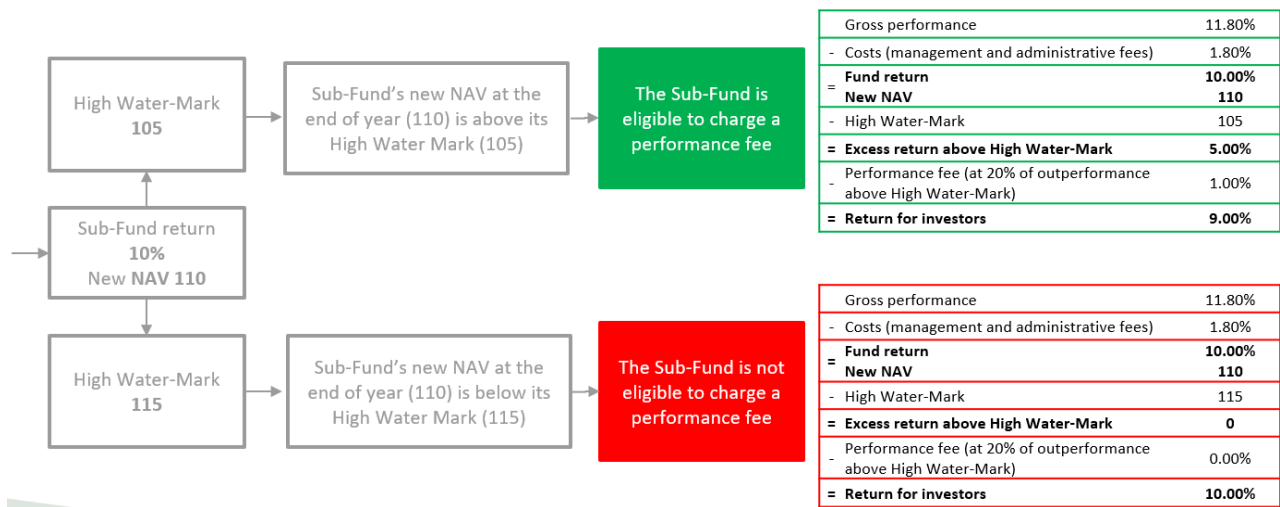 High Water-Mark
105
Sub-Fund's new NAV at the
end of year (110) is above its
High Water Mark (105)
The Sub-Fund is
eligible to charge a
performance fee
Gross performance 11.80%
- Costs (management and administrative fees) 1.80%
= Fund return 10.00%
New NAV 110
- High Water-Mark 105
= Excess return above High Water-Mark 5.00%
- Performance fee (at 20% of outperformance
above High Water-Mark) 1.00%
= Return for investors 9.00%
Sub-Fund return
10%
New NAV 110
High Water-Mark
115
Sub-Fund's new NAV at the
end of year (110) is below its
High Water Mark (115)
The Sub-Fund is not
eligible to charge a
performance fee
Gross performance 11.80%
- Costs (management and administrative fees) 1.80%
= Fund return 10.00%
New NAV 110
- High Water-Mark 115
= Excess return above High Water-Mark 0
- Performance fee (at 20% of outperformance
above High Water-Mark) 0.00%
= Return for investors 10.00%